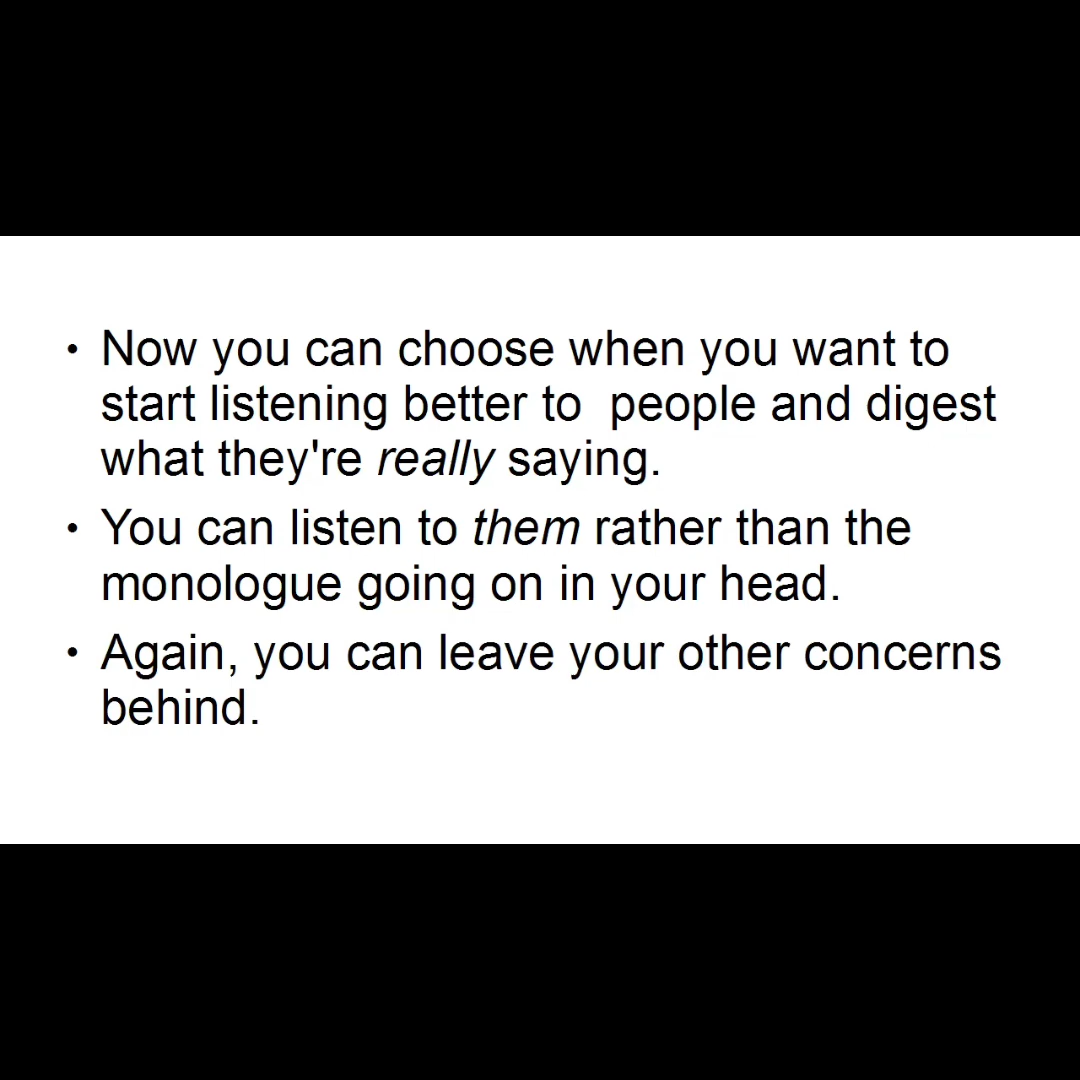 • Now you can choose when you want to
start listening better to  people and digest
what they're really saying.
• You can listen to them rather than the
monologue going on in your head.
• Again, you can leave your other concerns
behind.